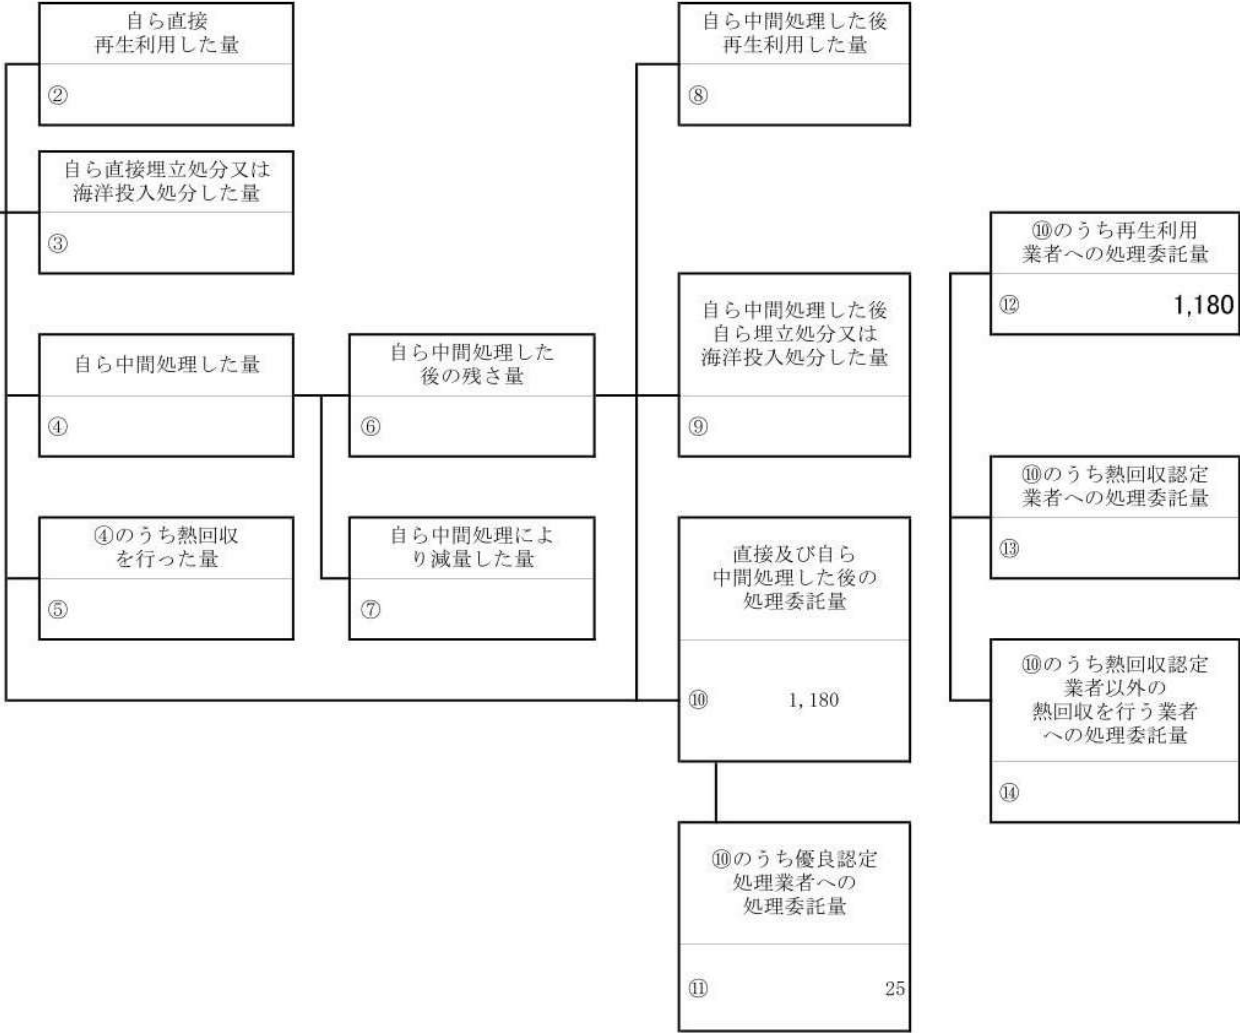 自ら直接
再生利用した量
②
自ら直接埋立処分又は
海洋投入処分した量
③
自ら中間処理した量
④
④のうち熱回収
を行った量
⑤
自ら中間処理した
後の残さ量
⑥
自ら中間処理によ
り減量した量
⑦
自ら中間処理した後
再生利用した量
⑧
自ら中間処理した後
自ら埋立処分又は
海洋投入処分した量
⑨
直接及び自ら
中間処理した後の
処理委託量
⑩ 1,180
⑩のうち優良認定
処理業者への
処理委託量
⑪ 25
⑩のうち再生利用
業者への処理委託量
⑫ 1,180
⑩のうち熱回収認定
業者への処理委託量
⑬
⑩のうち熱回収認定
業者以外の
熱回収を行う業者
への処理委託量
⑭